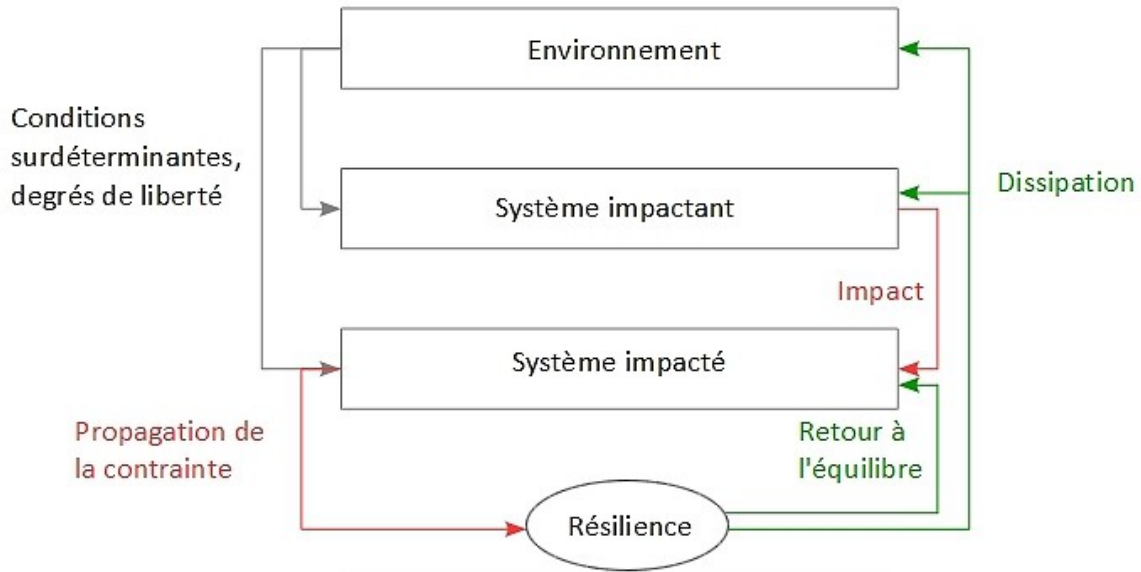 Environnement
Conditions
surdéterminantes,
degrés de liberté
Système impactant
Dissipation
Impact
Système impacté
Propagation de
la contrainte
Retour à
l'équilibre
Résilience